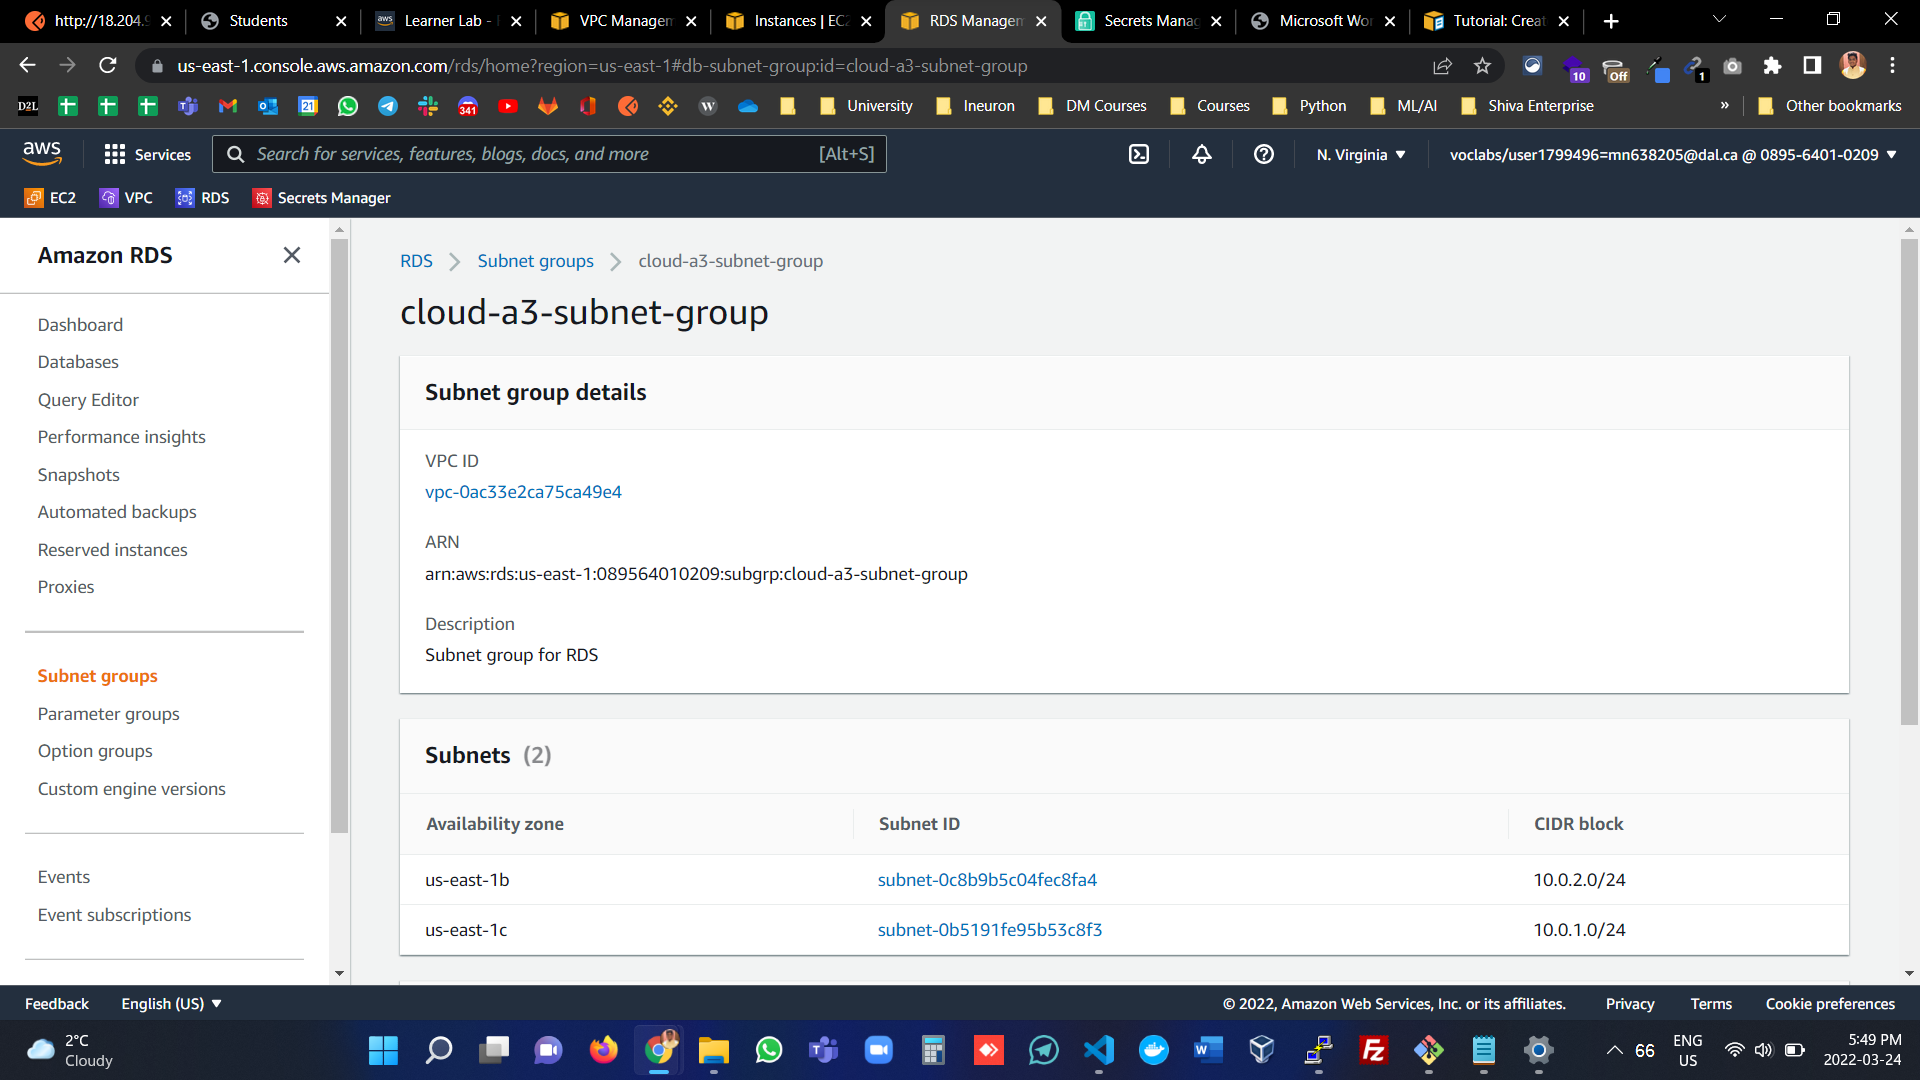 http://18.204.9
Students
Learner Lab -
VPC Managem
Instances | EC2
RDS Managem
Secrets Manag
Microsoft Wor
Tutorial: Creat
us-east-1.console.aws.amazon.com/rds/home?region=us-east-1#db-subnet-group:id=cloud-a3-subnet-group
10
Off
1
D2L
21
341
W
University
Ineuron
DM Courses
Courses
Python
ML/AI
Shiva Enterprise
»
Other bookmarks
aws
Services
Search for services, features, blogs, docs, and more
[Alt+S]
N. Virginia
voclabs/user1799496=mn638205@dal.ca @ 0895-6401-0209
EC2
VPC
RDS
Secrets Manager
Amazon RDS
Dashboard
Databases
Query Editor
Performance insights
Snapshots
Automated backups
Reserved instances
Proxies
Subnet groups
Parameter groups
Option groups
Custom engine versions
Events
Event subscriptions
RDS
Subnet groups
cloud-a3-subnet-group
cloud-a3-subnet-group
Subnet group details
VPC ID
vpc-0ac33e2ca75ca49e4
ARN
arn:aws:rds:us-east-1:089564010209:subgrp:cloud-a3-subnet-group
Description
Subnet group for RDS
Subnets (2)
Availability zone
Subnet ID
CIDR block
us-east-1b
subnet-0c8b9b5c04fec8fa4
10.0.2.0/24
us-east-1c
subnet-0b5191fe95b53c8f3
10.0.1.0/24
Feedback
English (US)
© 2022, Amazon Web Services, Inc. or its affiliates.
Privacy
Terms
Cookie preferences
2°C
Cloudy
66
ENG
US
5:49 PM
2022-03-24